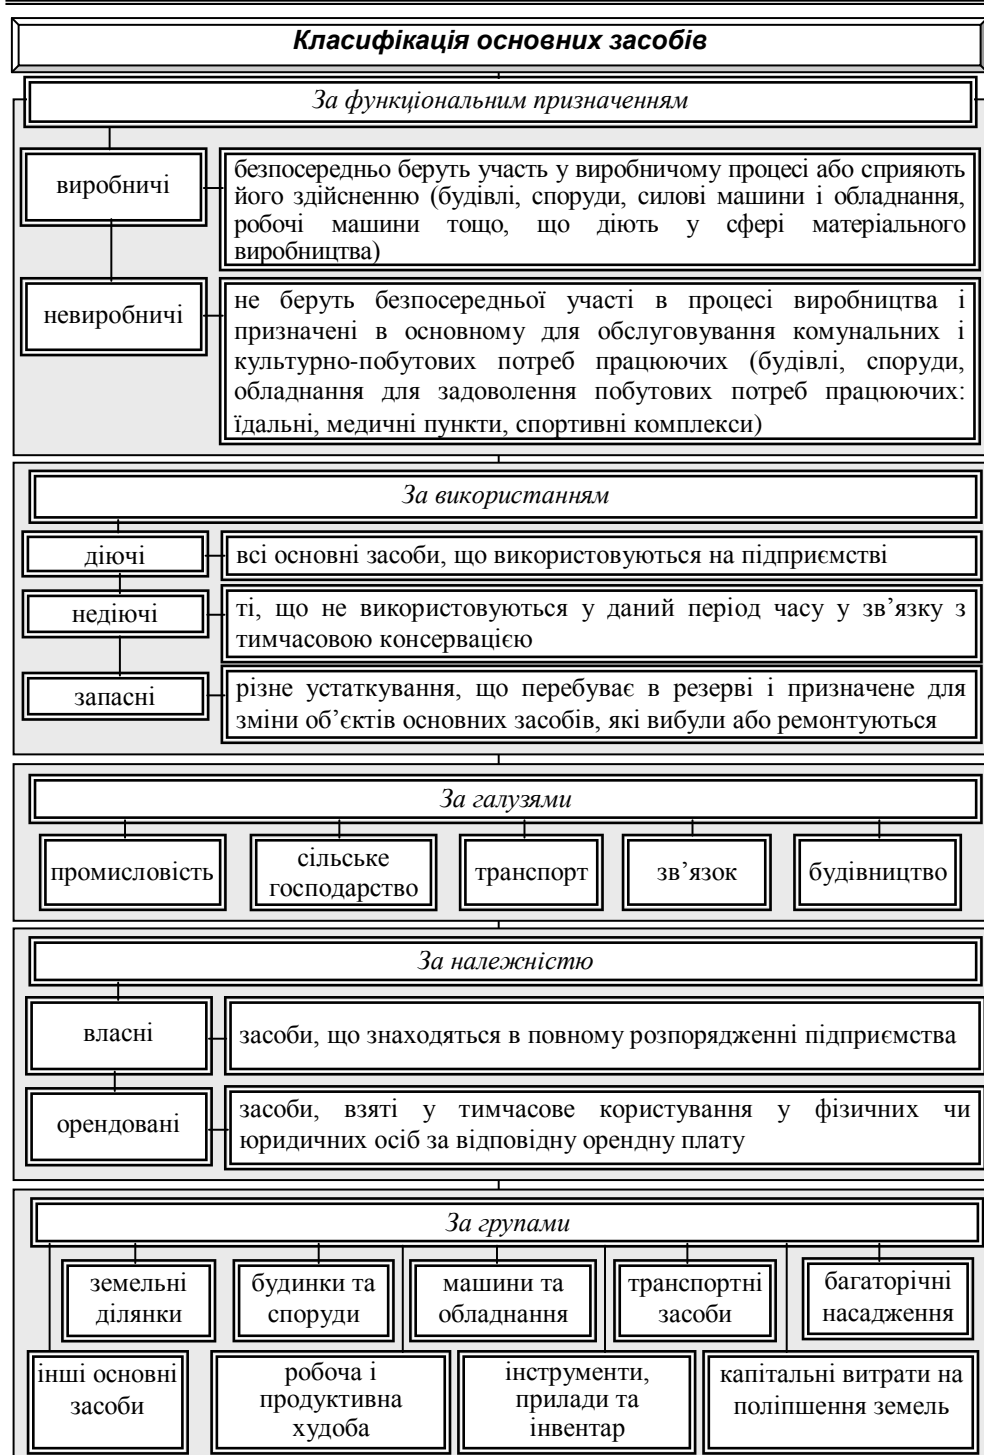 Класифікація основних засобів
За функціональним призначенням
виробничі
безпосередньо беруть участь у виробничому процесі або сприяють
його здійсненню (будівлі, споруди, силові машини і обладнання,
робочі машини тощо, що діють у сфері матеріального
виробництва)
невиробничі
не беруть безпосередньої участі в процесі виробництва і
призначені в основному для обслуговування комунальних і
культурно-побутових потреб працюючих (будівлі, споруди,
обладнання для задоволення побутових потреб працюючих:
їдальні, медичні пункти, спортивні комплекси)
За використанням
діючі
всі основні засоби, що використовуються на підприємстві
недіючі
ті, що не використовуються у даний період часу у зв’язку з
тимчасовою консервацією
запасні
різне устаткування, що перебуває в резерві і призначене для
зміни об’єктів основних засобів, які вибули або ремонтуються
За галузями
промисловість
сільське
господарство
транспорт
зв’язок
будівництво
За належністю
власні
засоби, що знаходяться в повному розпорядженні підприємства
орендовані
засоби, взяті у тимчасове користування у фізичних чи
юридичних осіб за відповідну орендну плату
За групами
земельні
ділянки
будинки та
споруди
машини та
обладнання
транспортні
засоби
багаторічні
насадження
інші основні
засоби
робоча і
продуктивна
худоба
інструменти,
прилади та
інвентар
капітальні витрати на
поліпшення земель